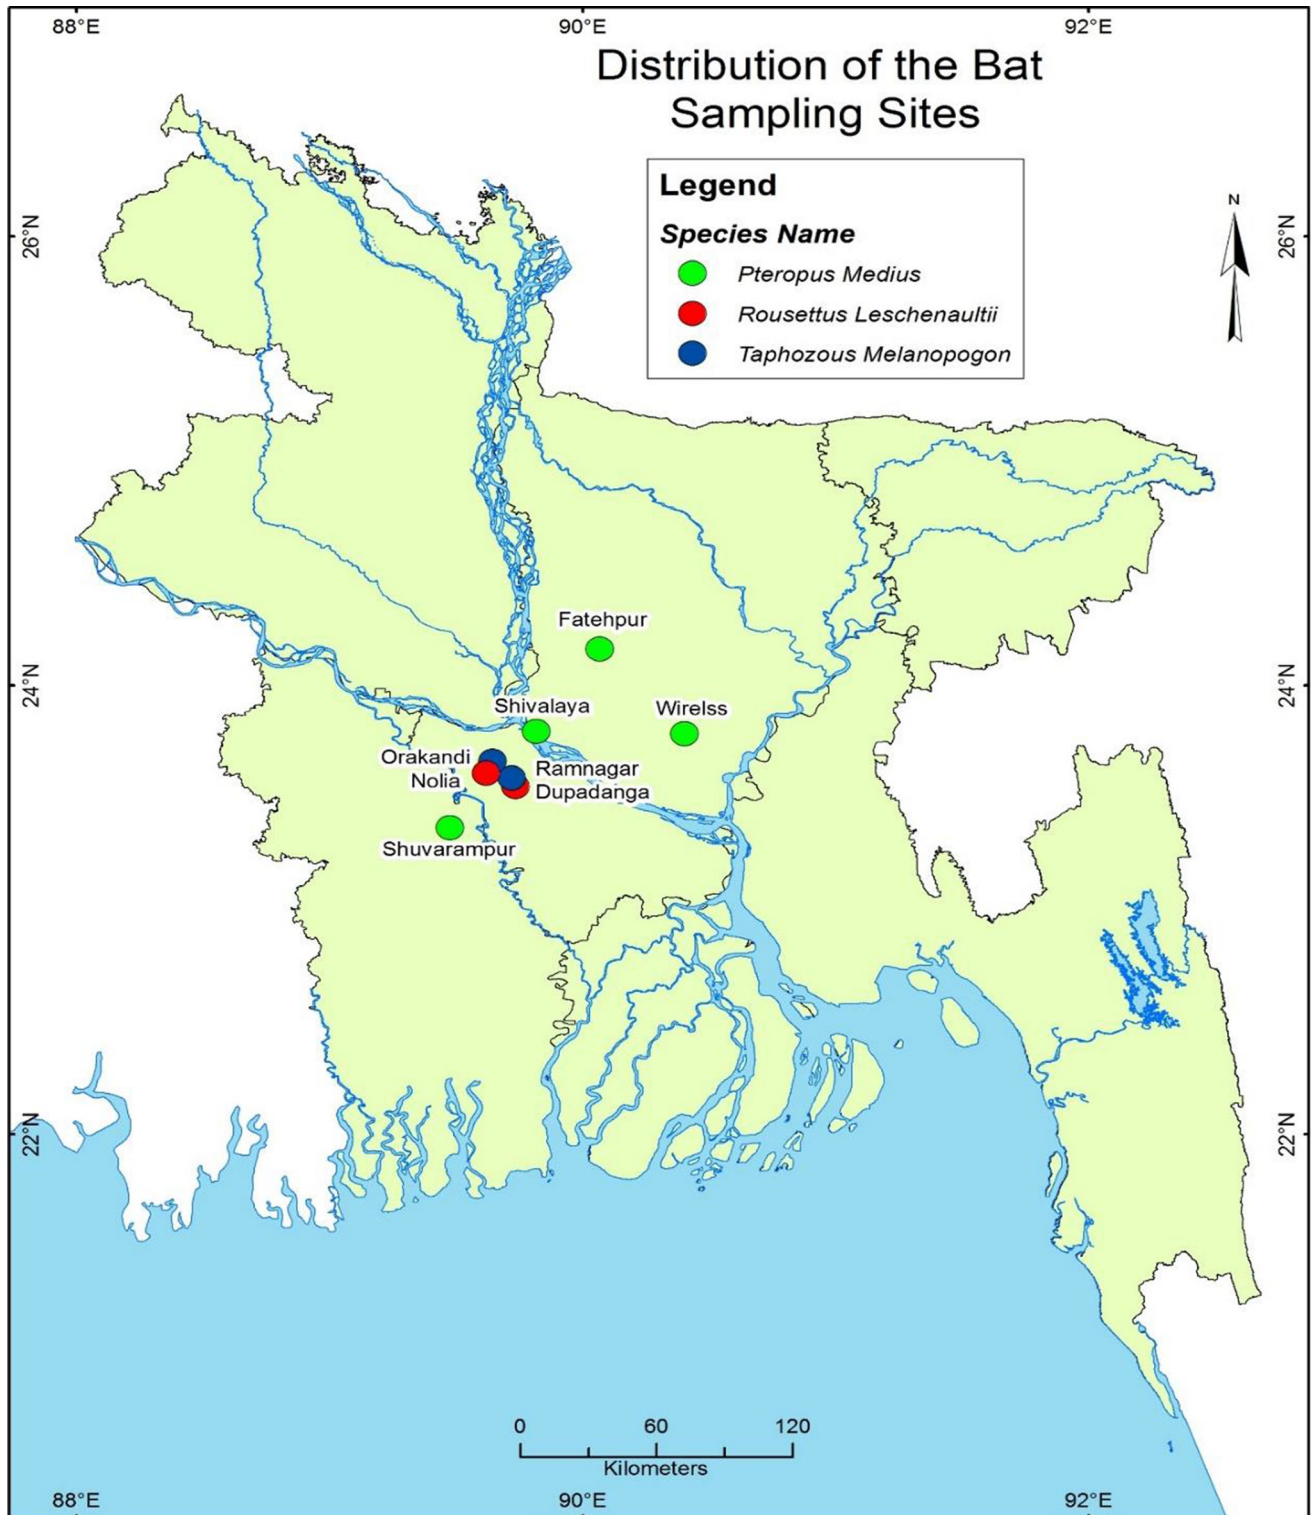 88°E 90°E 92°E
Distribution of the Bat
Sampling Sites
Legend
Species Name
Pteropus Medius
Rousettus Leschenaultii
Taphozous Melanopogon
N
26°N 26°N
24°N 24°N
Fatehpur
Shivalaya
Wirelss
Orakandi
Nolia
Ramnagar
Dupadanga
Shuvarampur
22°N 22°N
0 60 120
Kilometers
88°E 90°E 92°E